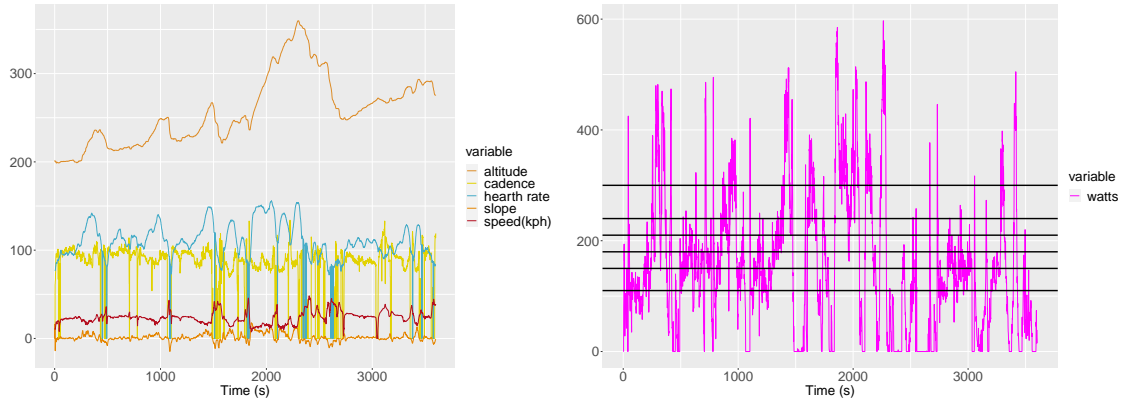 300
200
100
0
0
1000
2000
3000
Time (s)
variable
altitude
cadence
hearth rate
slope
speed(kph)
600
400
200
0
0
1000
2000
3000
Time (s)
variable
watts